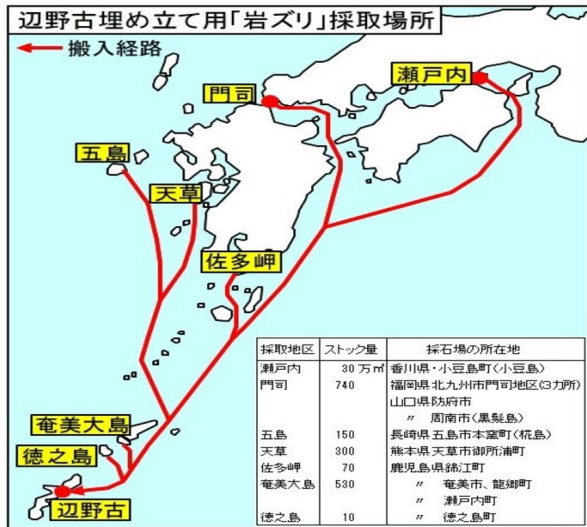 辺野古埋め立て用「岩ズリ」採取場所
搬入経路
瀬戸内
門司
五島
天草
佐多岬
奄美大島
徳之島
辺野古
採取地区 ストック量 採石場の所在地
瀬戸内 30万㎥ 香川県・小豆島町(小豆島)
門司 740 福岡県北九州市門司地区(3カ所)
山口県防府市
〃 周南市(黒髪島)
五島 150 長崎県五島市本窯町(椛島)
天草 300 熊本県天草市御所浦町
佐多岬 70 鹿児島県錦江町
奄美大島 530 〃 奄美市、龍郷町
〃 瀬戸内町
徳之島 10 〃 徳之島町